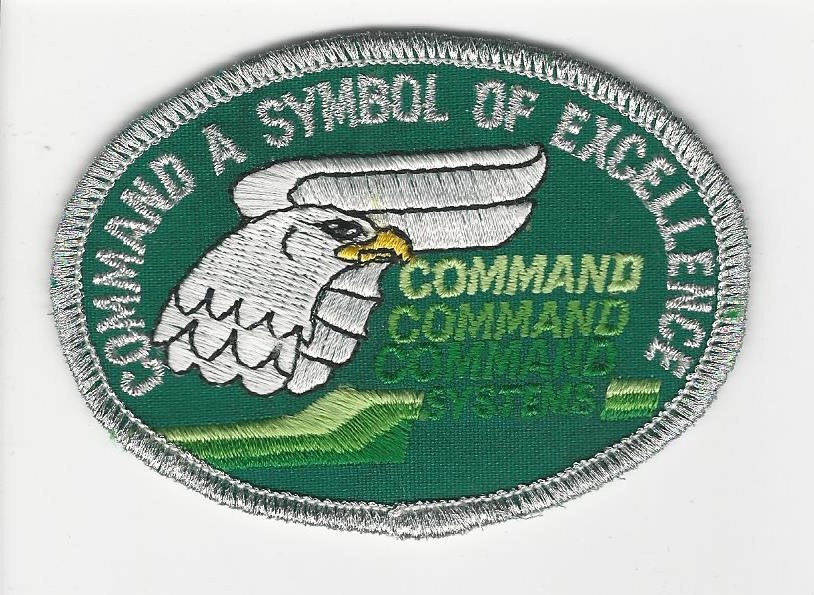 COMMAND A SYMBOL OF EXCELLENCE
COMMAND
COMMAND
COMMAND
SYSTEMS